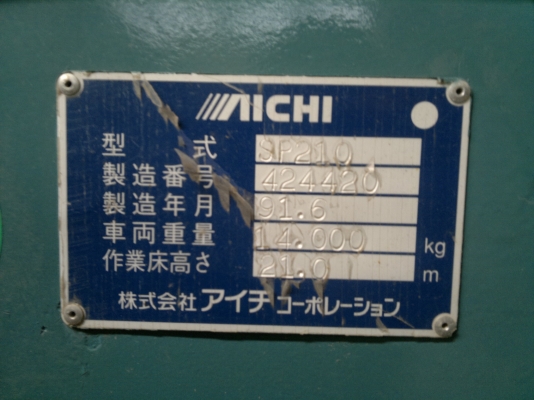 AICHI
型式 SP210
製造番号 424420
製造年月 91.6
車両重量 14.000 kg
作業床高さ 21.0 m
株式会社 アイチ コーポレーション